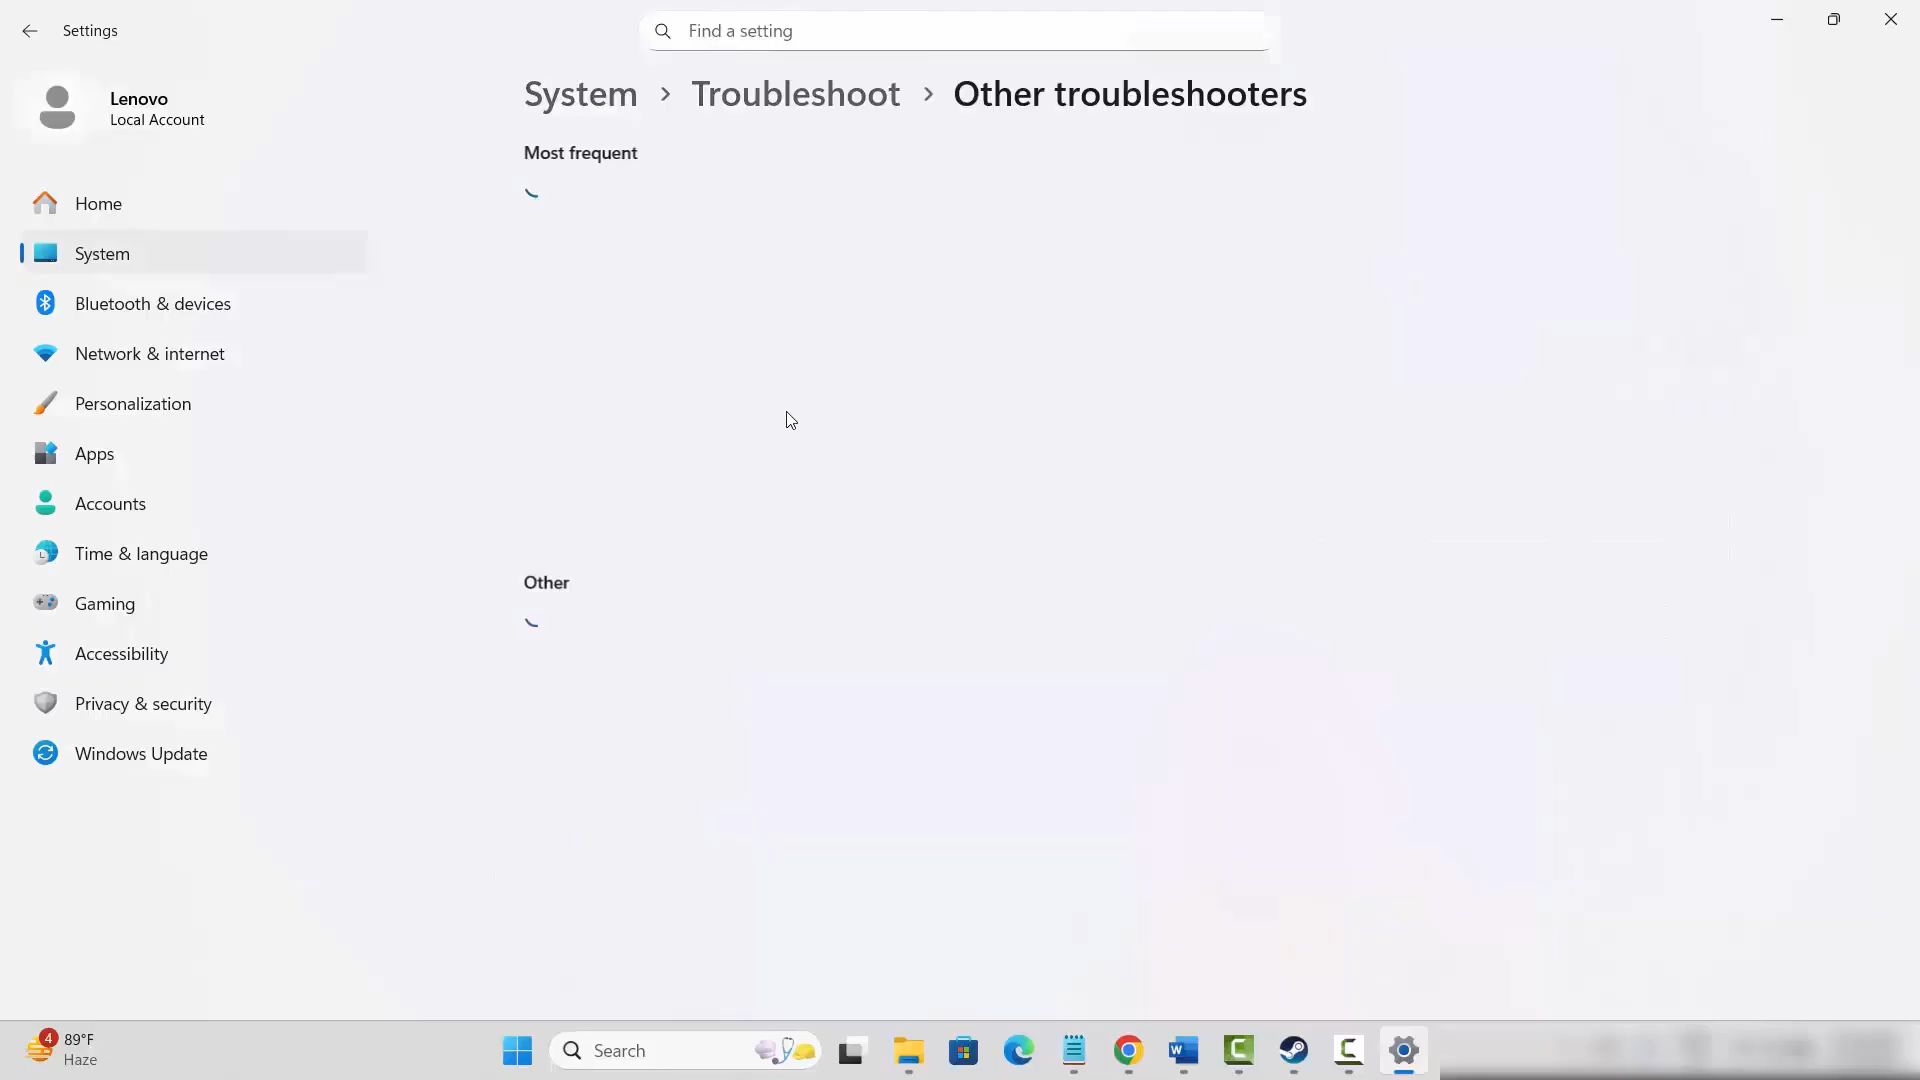 Settings
Find a setting
Lenovo
Local Account
System > Troubleshoot > Other troubleshooters
Most frequent
Home
System
Bluetooth & devices
Network & internet
Personalization
Apps
Accounts
Time & language
Other
Gaming
Accessibility
Privacy & security
Windows Update
4
89°F
Haze
Search
W
C
C